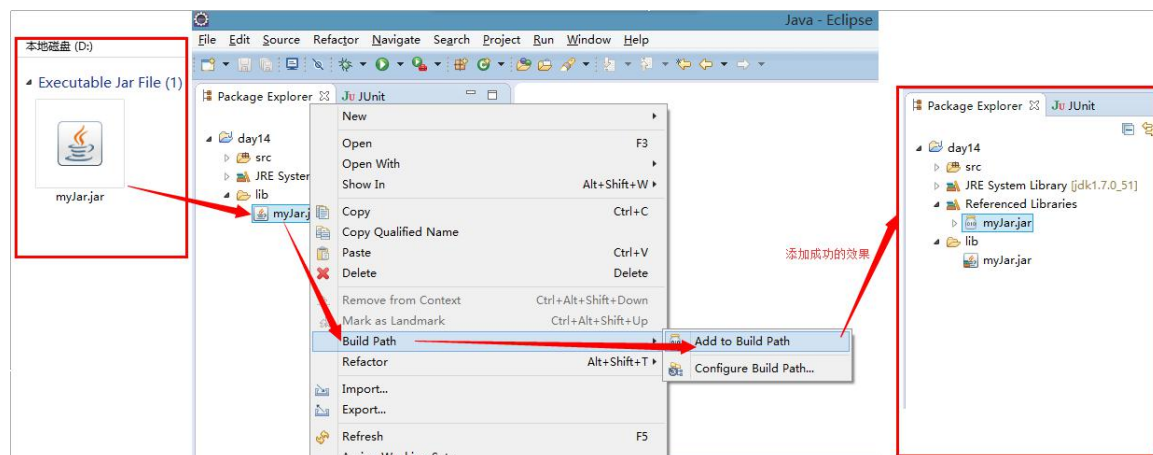 本地磁盘 (D:)
Executable Jar File (1)
myJar.jar
Java - Eclipse
File Edit Source Refactor Navigate Search Project Run Window Help
Package Explorer JUnit
day14
src
JRE Syster
lib
myJar.j
New
Open F3
Open With
Show In Alt+Shift+W
Copy Ctrl+C
Copy Qualified Name
Paste Ctrl+V
Delete Delete
Remove from Context Ctrl+Alt+Shift+Down
Mark as Landmark Ctrl+Alt+Shift+Up
Build Path
Refactor Alt+Shift+T
Import...
Export...
Refresh F5
Add to Build Path
Configure Build Path...
添加成功的效果
Package Explorer JUnit
day14
src
JRE System Library [jdk1.7.0_51]
Referenced Libraries
myJar.jar
lib
myJar.jar